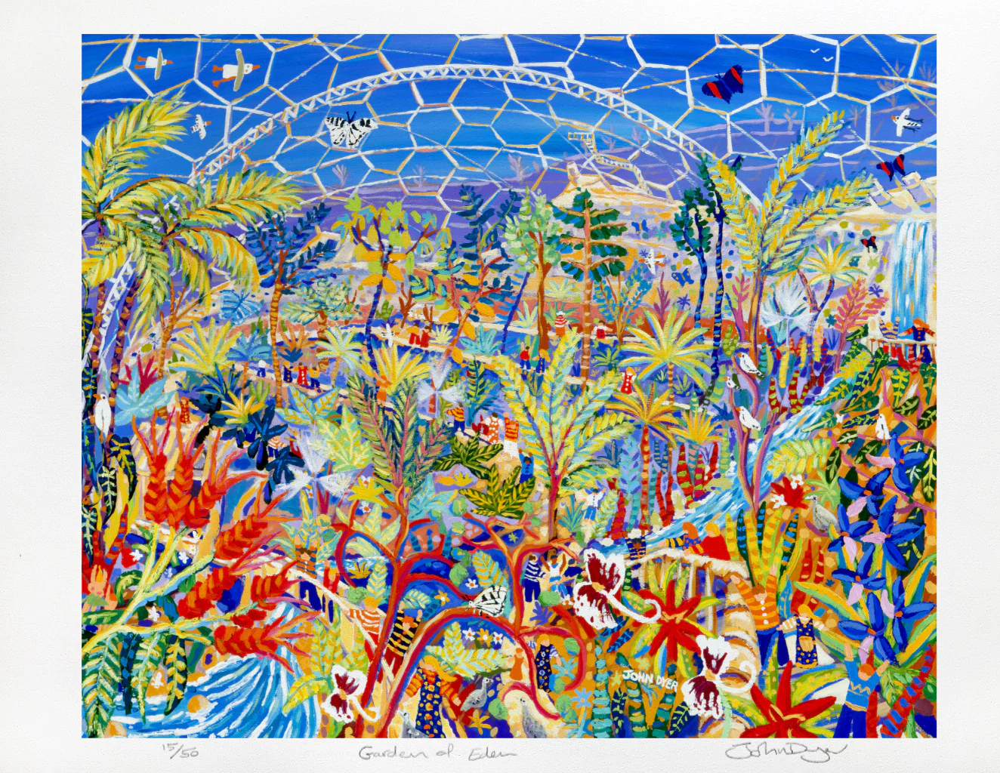 JOHN DYER
15/50
Garden of Eden
John Dyer